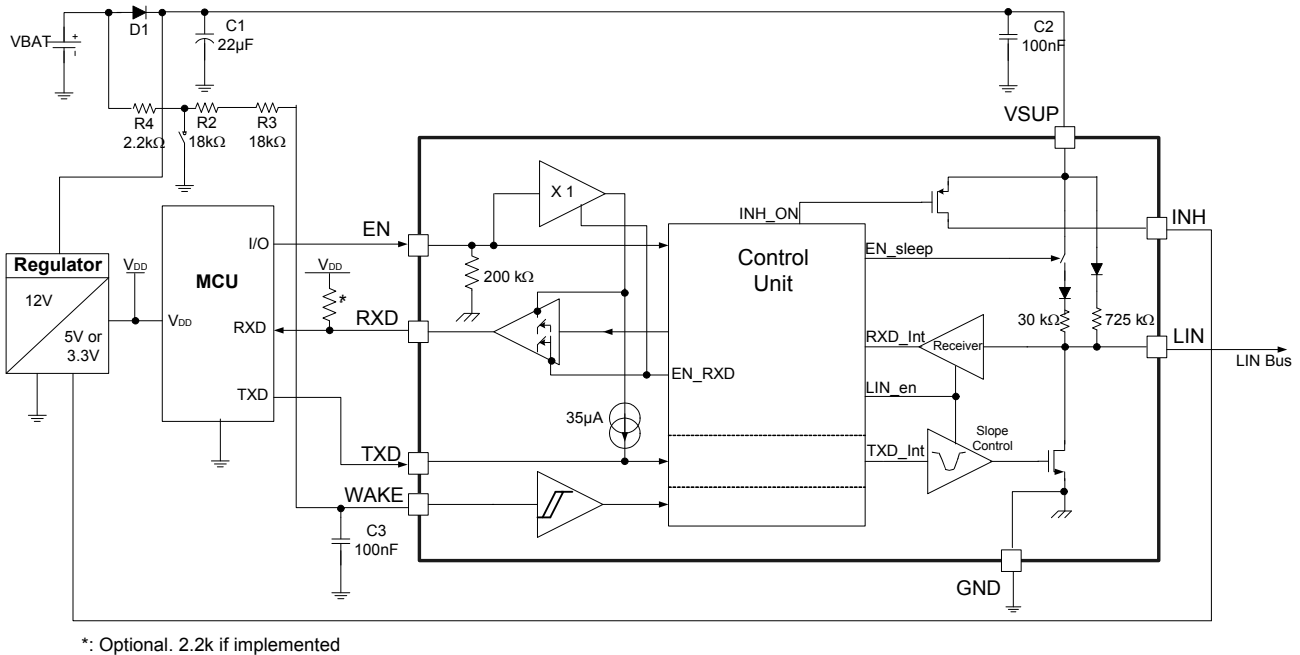 D1
C1
22µF
C2
100nF
VBAT
+
-
R4
2.2kΩ
R2
18kΩ
R3
18kΩ
VSUP
X 1
INH_ON
INH
I/O
EN
Control
Unit
EN_sleep
Regulator
12V
5V or
3.3V
VDD
VDD
MCU
VDD
*
200 kΩ
RXD
RXD
30 kΩ
725 kΩ
RXD_Int
Receiver
LIN
LIN Bus
EN_RXD
LIN_en
TXD
35µA
Slope
Control
TXD
TXD_Int
WAKE
C3
100nF
GND
*: Optional. 2.2k if implemented